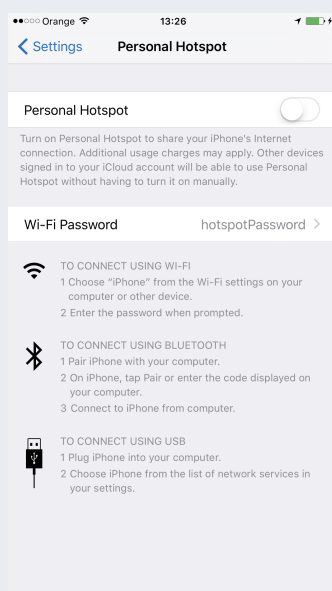 Orange 13:26
Settings Personal Hotspot
Personal Hotspot
Turn on Personal Hotspot to share your iPhone's Internet
connection. Additional usage charges may apply. Other devices
signed in to your iCloud account will be able to use Personal
Hotspot without having to turn it on manually.
Wi-Fi Password hotspotPassword
TO CONNECT USING WI-FI
1 Choose “iPhone” from the Wi-Fi settings on your
computer or other device.
2 Enter the password when prompted.
TO CONNECT USING BLUETOOTH
1 Pair iPhone with your computer.
2 On iPhone, tap Pair or enter the code displayed on
your computer.
3 Connect to iPhone from computer.
TO CONNECT USING USB
1 Plug iPhone into your computer.
2 Choose iPhone from the list of network services in
your settings.